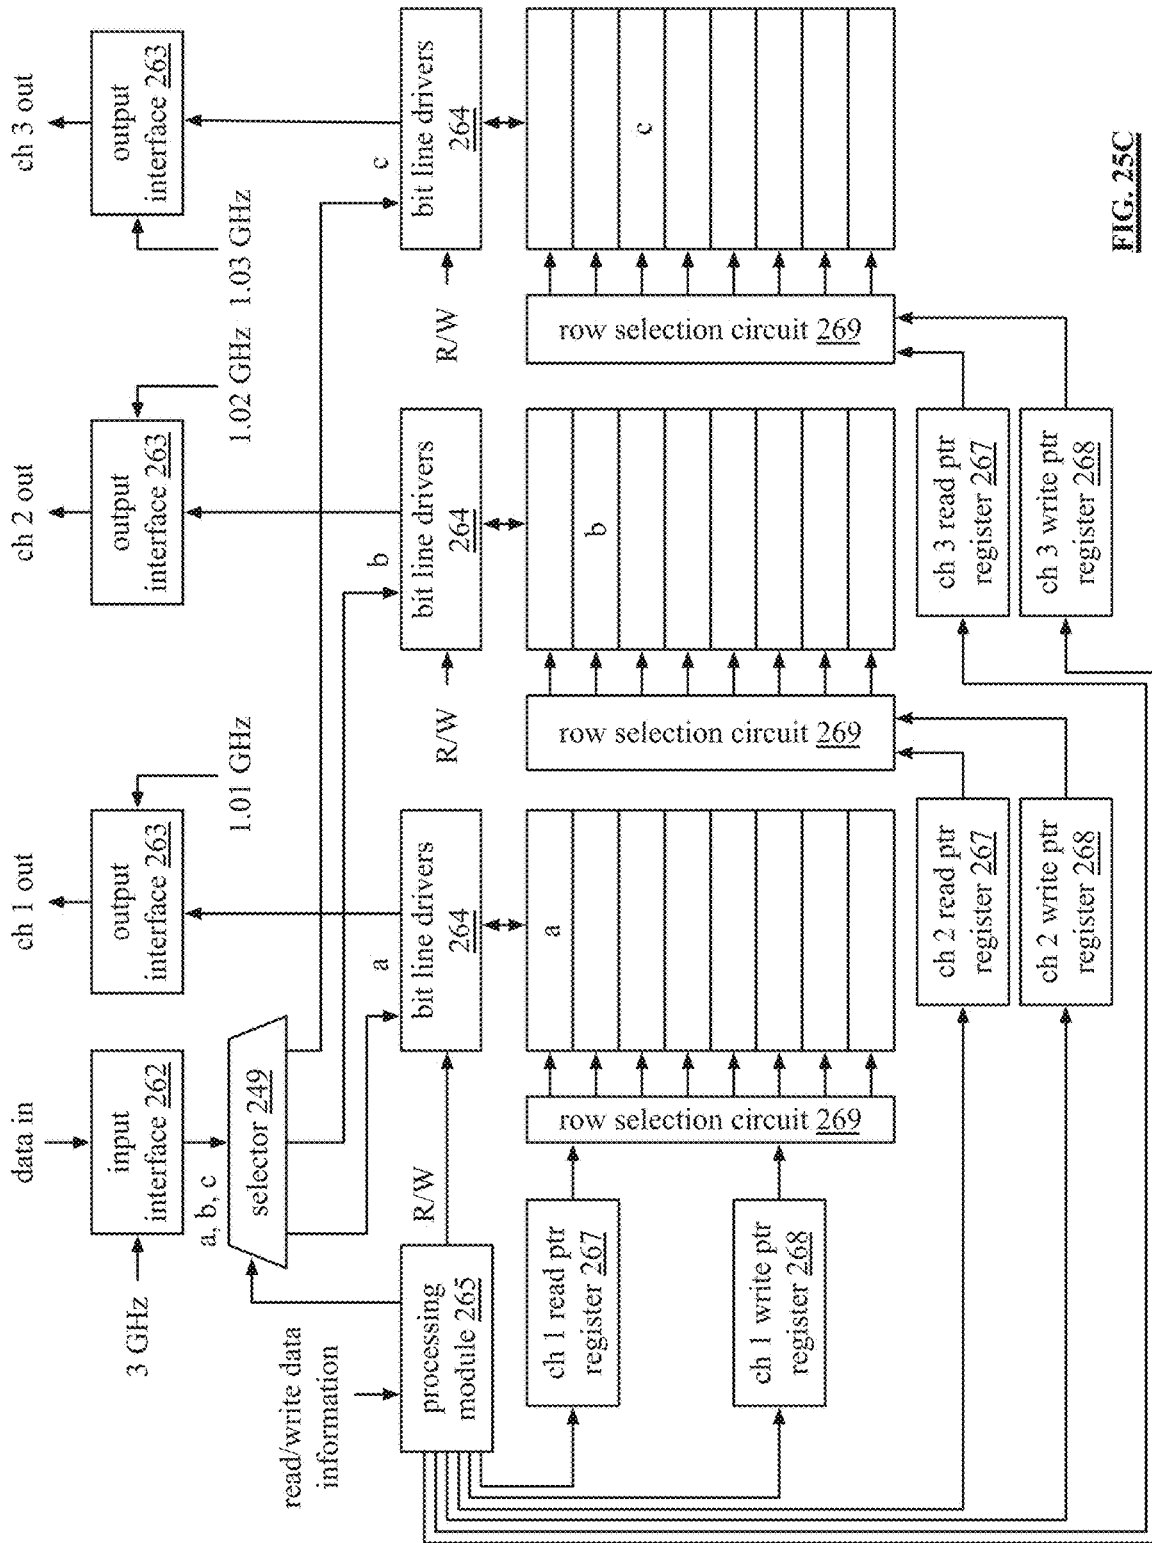 data in
ch 1 out
ch 2 out
ch 3 out
3 GHz
input
interface 262
output
interface 263
output
interface 263
output
interface 263
a, b, c
selector 249
1.01 GHz
1.02 GHz
1.03 GHz
read/write data
information
processing
module 265
R/W
a
bit line drivers
264
R/W
b
bit line drivers
264
R/W
c
bit line drivers
264
ch 1 read ptr
register 267
ch 1 write ptr
register 268
row selection circuit 269
a
row selection circuit 269
b
row selection circuit 269
c
ch 2 read ptr
register 267
ch 2 write ptr
register 268
ch 3 read ptr
register 267
ch 3 write ptr
register 268
FIG. 25C